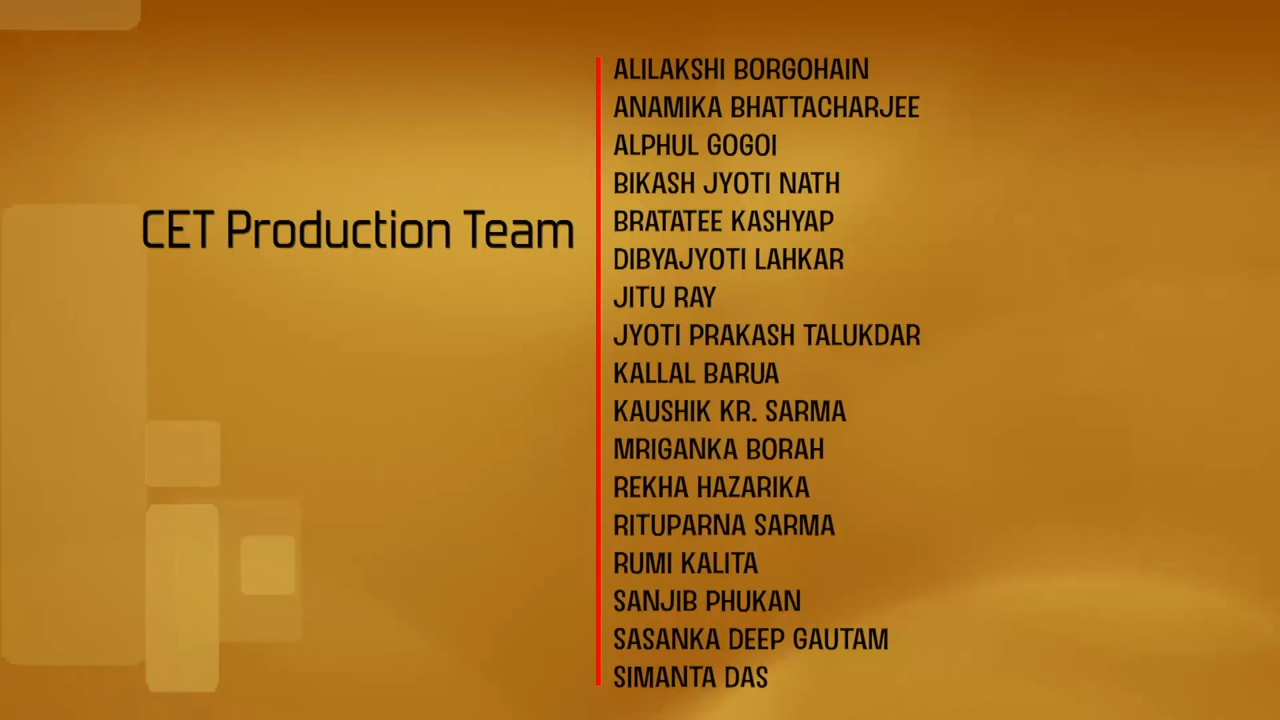 CET Production Team
ALILAKSHI BORGOHAIN
ANAMIKA BHATTACHARJEE
ALPHUL GOGOI
BIKASH JYOTI NATH
BRATATEE KASHYAP
DIBYAJYOTI LAHKAR
JITU RAY
JYOTI PRAKASH TALUKDAR
KALLAL BARUA
KAUSHIK KR. SARMA
MRIGANKA BORAH
REKHA HAZARIKA
RITUPARNA SARMA
RUMI KALITA
SANJIB PHUKAN
SASANKA DEEP GAUTAM
SIMANTA DAS